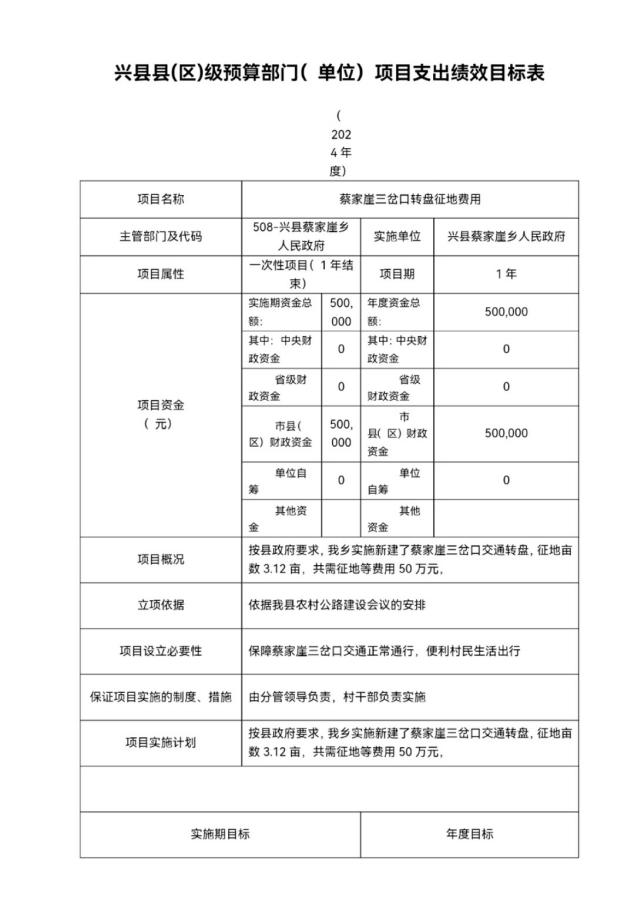 兴县县(区)级预算部门( 单位) 项目支出绩效目标表
(
202
4 年
度)
项目名称
蔡家崖三岔口转盘征地费用
主管部门及代码
508-兴县蔡家崖乡
人民政府
实施单位
兴县蔡家崖乡人民政府
项目属性
一次性项目( 1 年结
束)
项目期
1 年
项目资金
( 元)
实施期资金总
额:
500,
000
年度资金总
额:
500,000
其中: 中央财
政资金
0
其中: 中央财
政资金
0
省级财
政资金
0
省级
财政资金
0
市县(
区) 财政资金
500,
000
市
县( 区) 财政
资金
500,000
单位自
筹
0
单位
自筹
0
其他资
金
其他
资金
项目概况
按县政府要求, 我乡实施新建了蔡家崖三岔口交通转盘, 征地亩
数 3.12 亩, 共需征地等费用 50 万元,
立项依据
依据我县农村公路建设会议的安排
项目设立必要性
保障蔡家崖三岔口交通正常通行, 便利村民生活出行
保证项目实施的制度、措施
由分管领导负责, 村干部负责实施
项目实施计划
按县政府要求, 我乡实施新建了蔡家崖三岔口交通转盘, 征地亩
数 3.12 亩, 共需征地等费用 50 万元,
实施期目标
年度目标